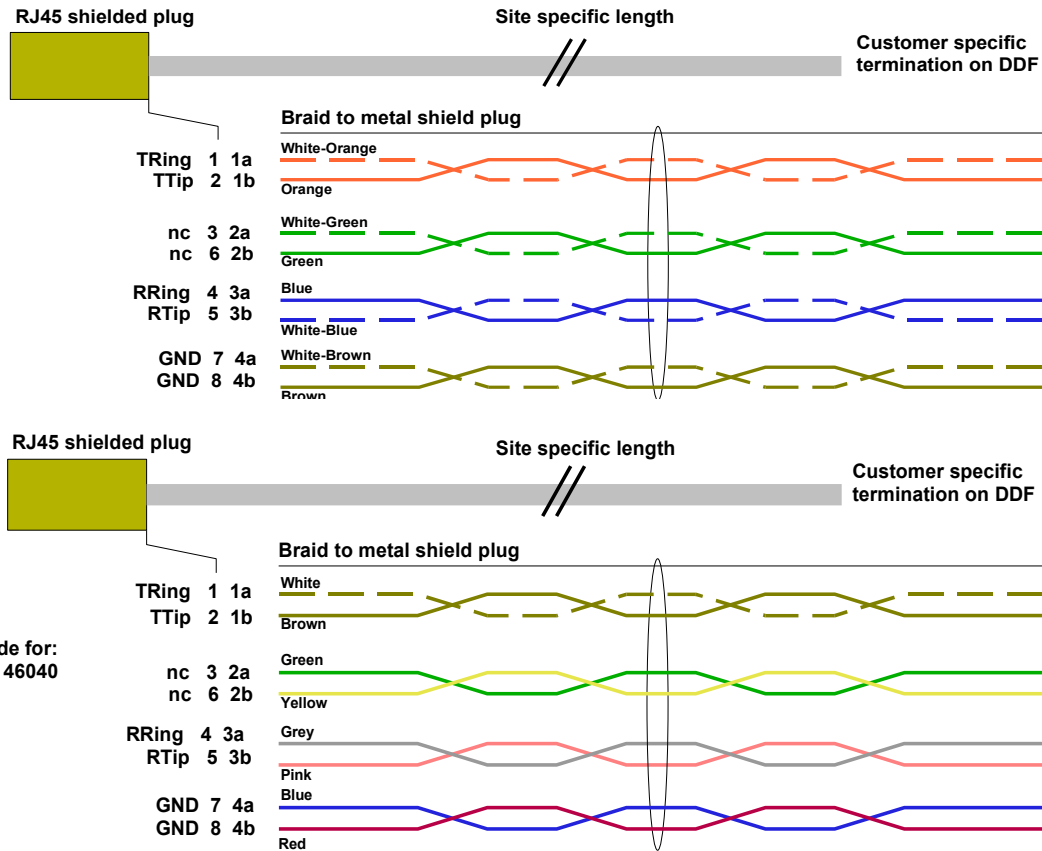 RJ45 shielded plug
Site specific length
Customer specific
termination on DDF
Braid to metal shield plug
TRing 1 1a White-Orange
TTip 2 1b Orange
nc 3 2a White-Green
nc 6 2b Green
RRing 4 3a Blue
RTip 5 3b White-Blue
GND 7 4a White-Brown
GND 8 4b Brown
RJ45 shielded plug
Site specific length
Customer specific
termination on DDF
Braid to metal shield plug
TRing 1 1a White
TTip 2 1b Brown
de for:
46040
nc 3 2a Green
nc 6 2b Yellow
RRing 4 3a Grey
RTip 5 3b Pink
GND 7 4a Blue
GND 8 4b Red